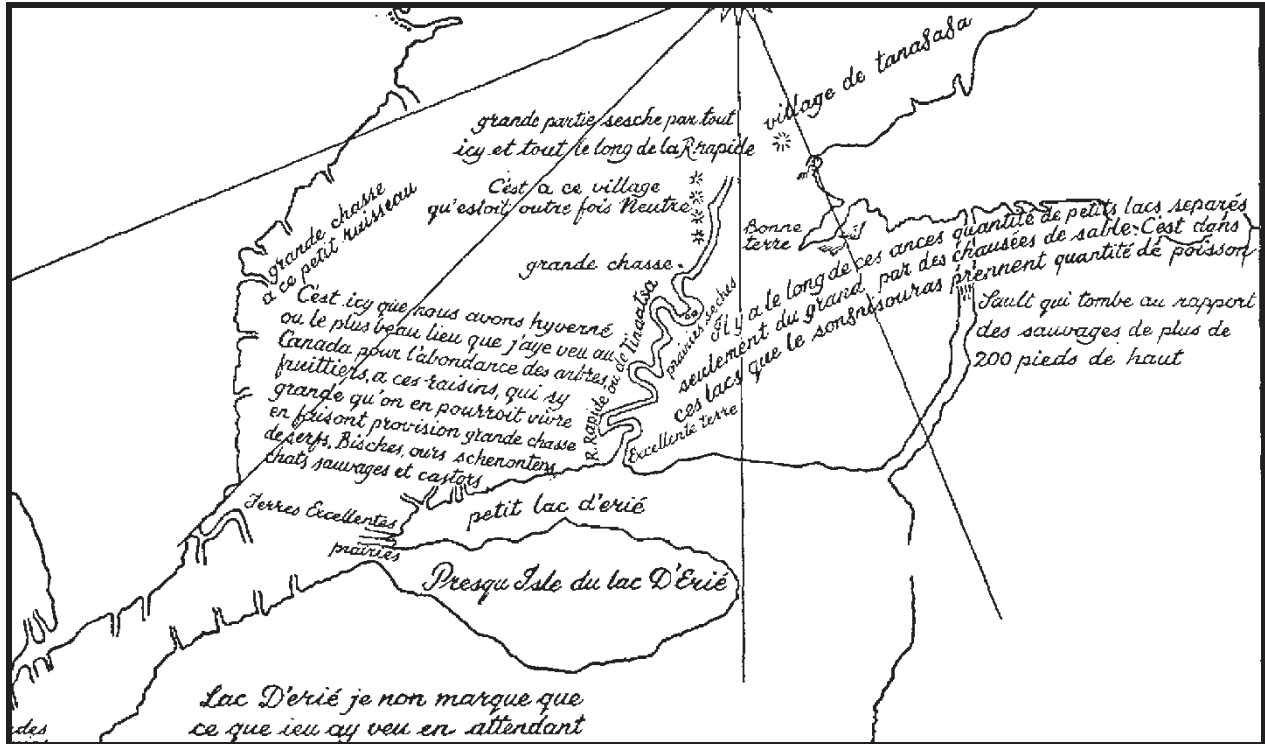 village de tanasasa
grande partie sesche par tout
icy et tout le long de la Rhapide
C'est a ce village
qu'estoit outre fois Neutre
grande chasse
a ce petit ruisseau
Bonne
terre
grande chasse.
Il y a le long de ces ances quantité de petits lacs separés
seulement du grand par des chausées de sable. C'est dans
ces lacs que le sonsnisouras prennent quantité de poisson
Sault qui tombe au rapport
des sauvages de plus de
200 pieds de haut
prairies seches
R. Rapide ou de Tinaatsa
Excellente terre
C'est icy que nous avons hyverné
ou le plus beau lieu que j'aye veu au
Canada pour l'abondance des arbres
fruittiers, a ces raisins, qui sy
grande qu'on en pourroit vivre
en faisont provision grande chasse
de serfs, Bisches, ours schenontens
chats sauvages et castors
Terres Excellentes
prairies
petit lac d'erié
Presqu Isle du lac D'Erié
Lac D'erié je non marque que
ce que ieu ay veu en attendant